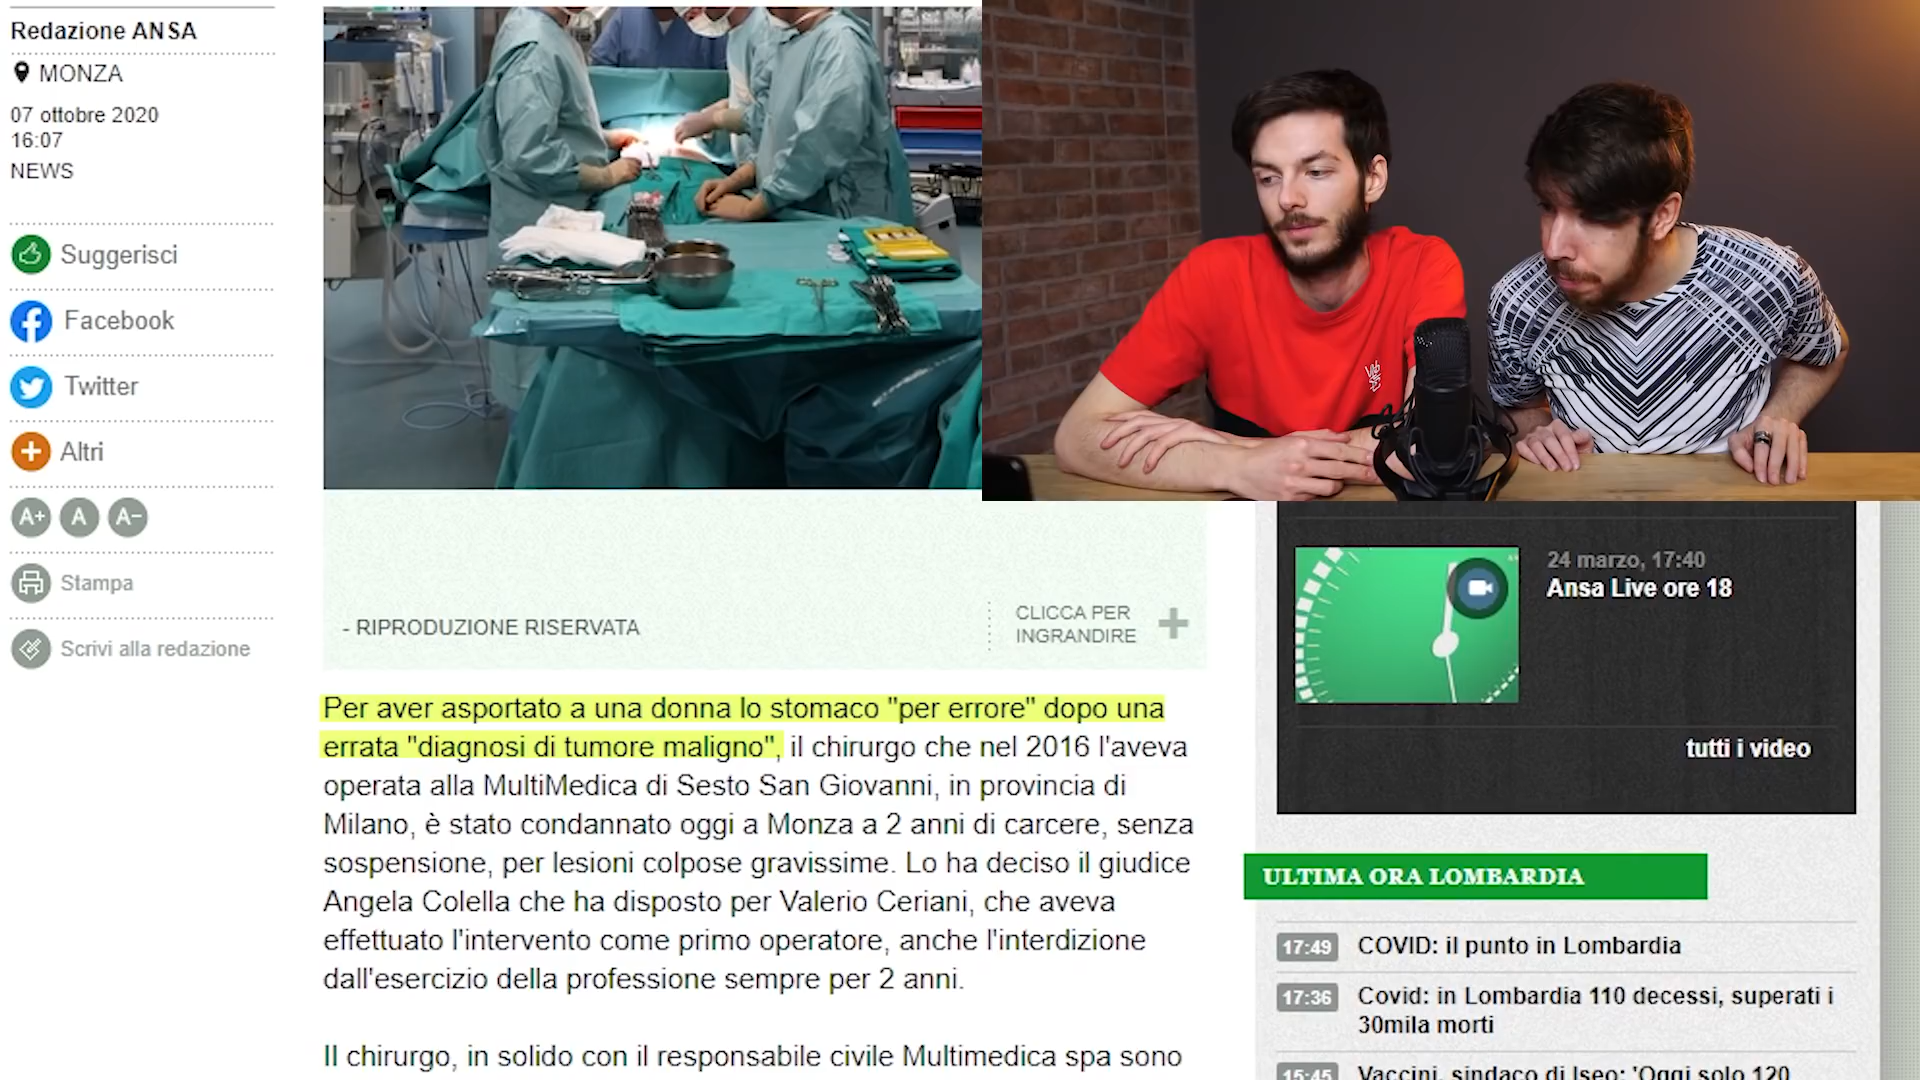 Redazione ANSA
MONZA
07 ottobre 2020
16:07
NEWS
Suggerisci
Facebook
Twitter
Altri
A+ A A-
Stampa
Scrivi alla redazione
- RIPRODUZIONE RISERVATA
CLICCA PER
INGRANDIRE
Per aver asportato a una donna lo stomaco "per errore" dopo una
errata "diagnosi di tumore maligno", il chirurgo che nel 2016 l'aveva
operata alla MultiMedica di Sesto San Giovanni, in provincia di
Milano, è stato condannato oggi a Monza a 2 anni di carcere, senza
sospensione, per lesioni colpose gravissime. Lo ha deciso il giudice
Angela Colella che ha disposto per Valerio Ceriani, che aveva
effettuato l'intervento come primo operatore, anche l'interdizione
dall'esercizio della professione sempre per 2 anni.
Il chirurgo, in solido con il responsabile civile Multimedica spa sono
24 marzo, 17:40
Ansa Live ore 18
tutti i video
ULTIMA ORA LOMBARDIA
17:49 COVID: il punto in Lombardia
17:36 Covid: in Lombardia 110 decessi, superati i
30mila morti
15:45 Vaccini, sindaco di Iseo: 'Oggi solo 120